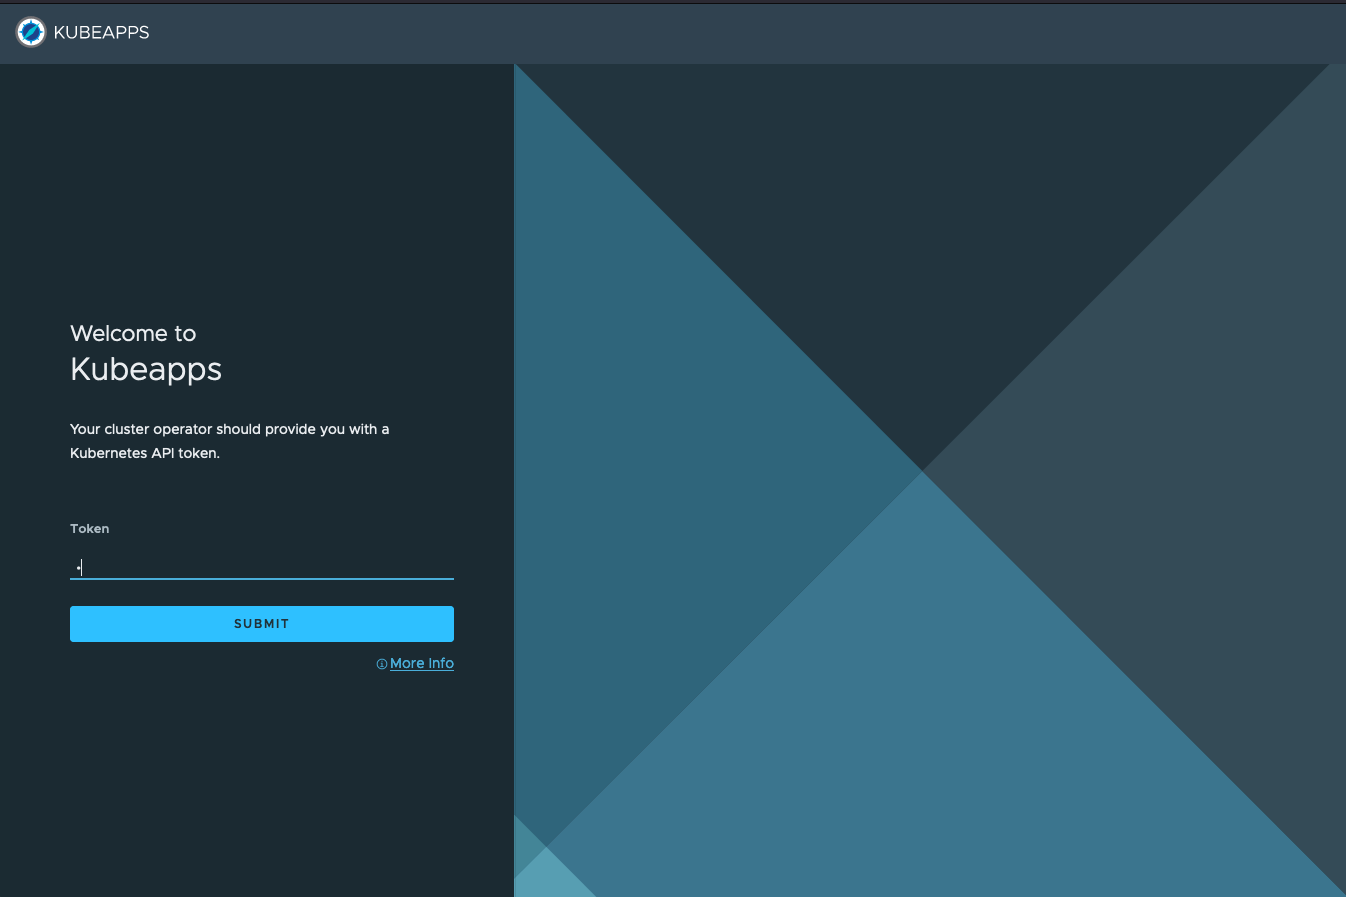 KUBEAPPS
Welcome to
Kubeapps
Your cluster operator should provide you with a
Kubernetes API token.
Token
•
SUBMIT
More Info